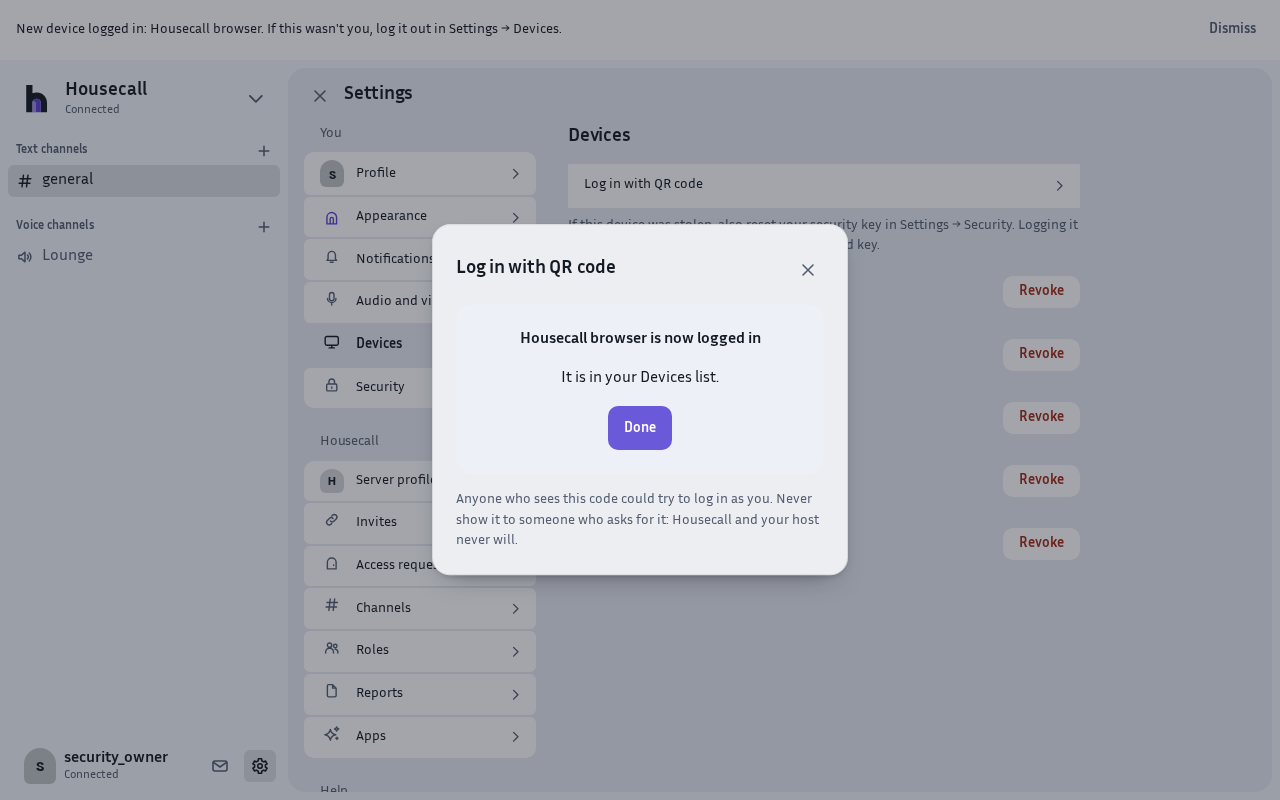 New device logged in: Housecall browser. If this wasn't you, log it out in Settings → Devices.
Dismiss
Housecall
Connected
Text channels
general
Voice channels
Lounge
security_owner
S
Connected
Settings
You
S
Profile
Appearance
Notifications
Audio and vi
Devices
Security
Housecall
H
Server profile
Invites
Access reques
Channels
Roles
Reports
Apps
Help
Devices
Log in with QR code
If this device was stolen, also reset your security key in Settings → Security. Logging it
d key.
Revoke
Revoke
Revoke
Revoke
Revoke
Log in with QR code
Housecall browser is now logged in
It is in your Devices list.
Done
Anyone who sees this code could try to log in as you. Never
show it to someone who asks for it: Housecall and your host
never will.